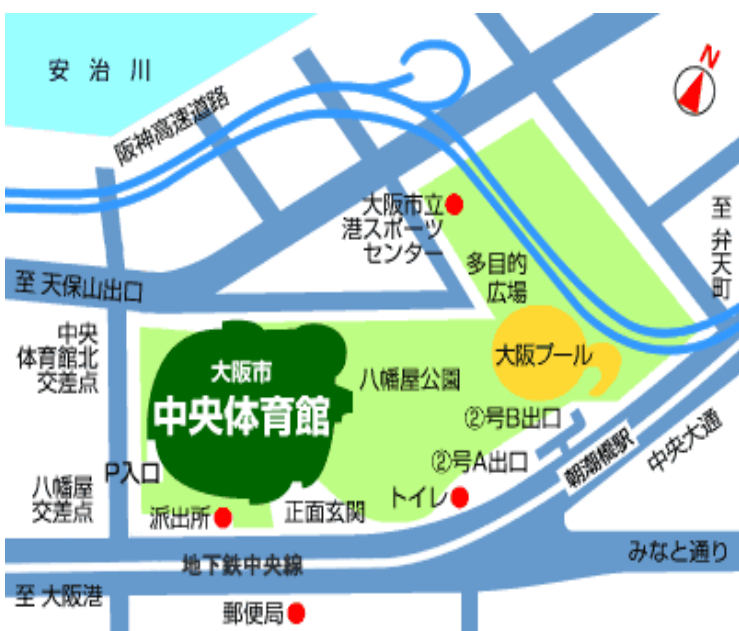 N
安治川
阪神高速道路
大阪市立
港スポーツ
センター
至
弁天町
多目的
広場
至 天保山出口
中央
体育館北
交差点
大阪市
中央体育館
八幡屋公園
大阪プール
②号B出口
②号A出口
朝潮橋駅
中央大通
P入口
八幡屋
交差点
トイレ
派出所
正面玄関
みなと通り
地下鉄中央線
至 大阪港
郵便局